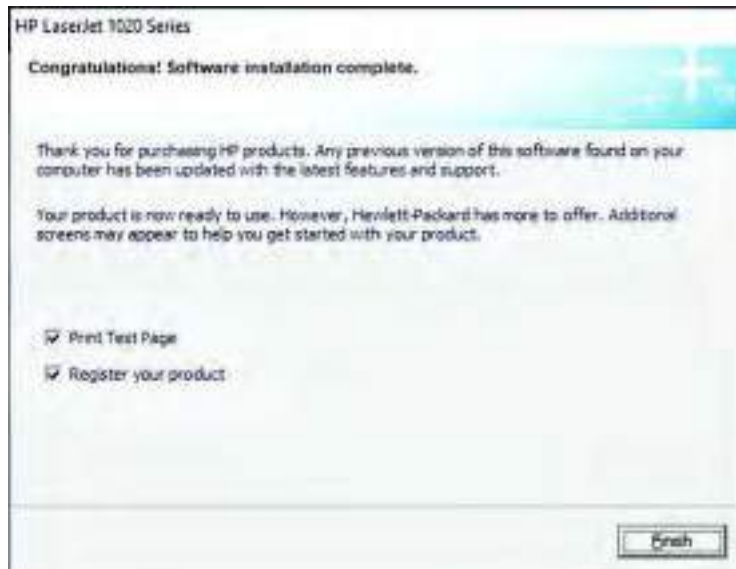 HP LaserJet 1020 Series
Congratulations! Software installation complete.
Thank you for purchasing HP products. Any previous version of this software found on your
computer has been updated with the latest features and support.
Your product is now ready to use. However, Hewlett-Packard has more to offer. Additional
screens may appear to help you get started with your product.
Print Test Page
Register your product
Finish